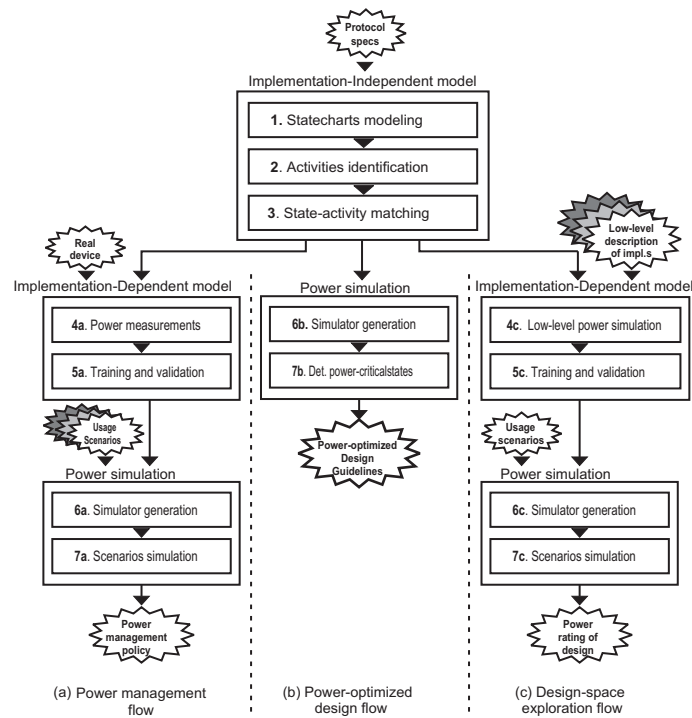 Protocol
specs
Implementation-Independent model
1. Statecharts modeling
2. Activities identification
3. State-activity matching
Real
device
Low-level
description
of impl.s
Implementation-Dependent model
4a. Power measurements
5a. Training and validation
Usage
Scenarios
Power simulation
6a. Simulator generation
7a. Scenarios simulation
Power
management
policy
(a) Power management
flow
Power simulation
6b. Simulator generation
7b. Det. power-criticalstates
Power-optimized
Design
Guidelines
(b) Power-optimized
design flow
Implementation-Dependent model
4c. Low-level power simulation
5c. Training and validation
Usage
scenarios
Power simulation
6c. Simulator generation
7c. Scenarios simulation
Power
rating of
design
(c) Design-space
exploration flow